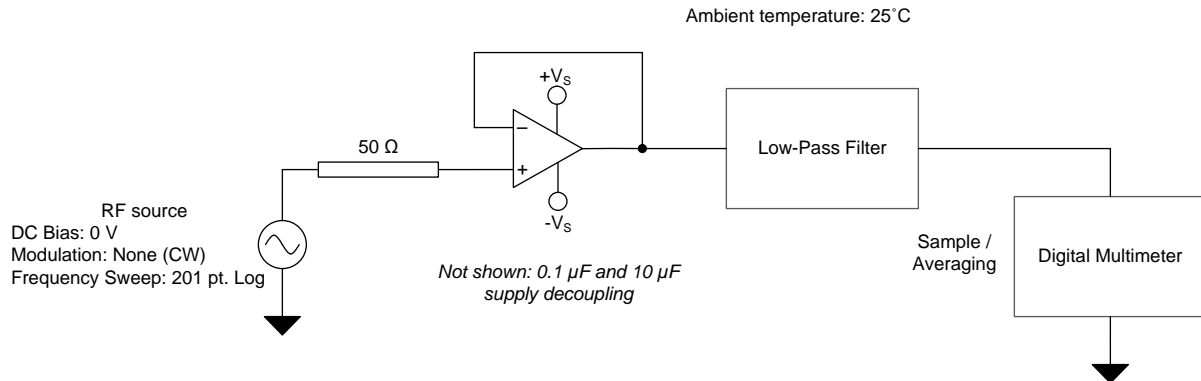 Ambient temperature: 25˚C
+VS
50 Ω
−
+
-VS
Low-Pass Filter
RF source
DC Bias: 0 V
Modulation: None (CW)
Frequency Sweep: 201 pt. Log
Not shown: 0.1 µF and 10 µF
supply decoupling
Sample /
Averaging
Digital Multimeter